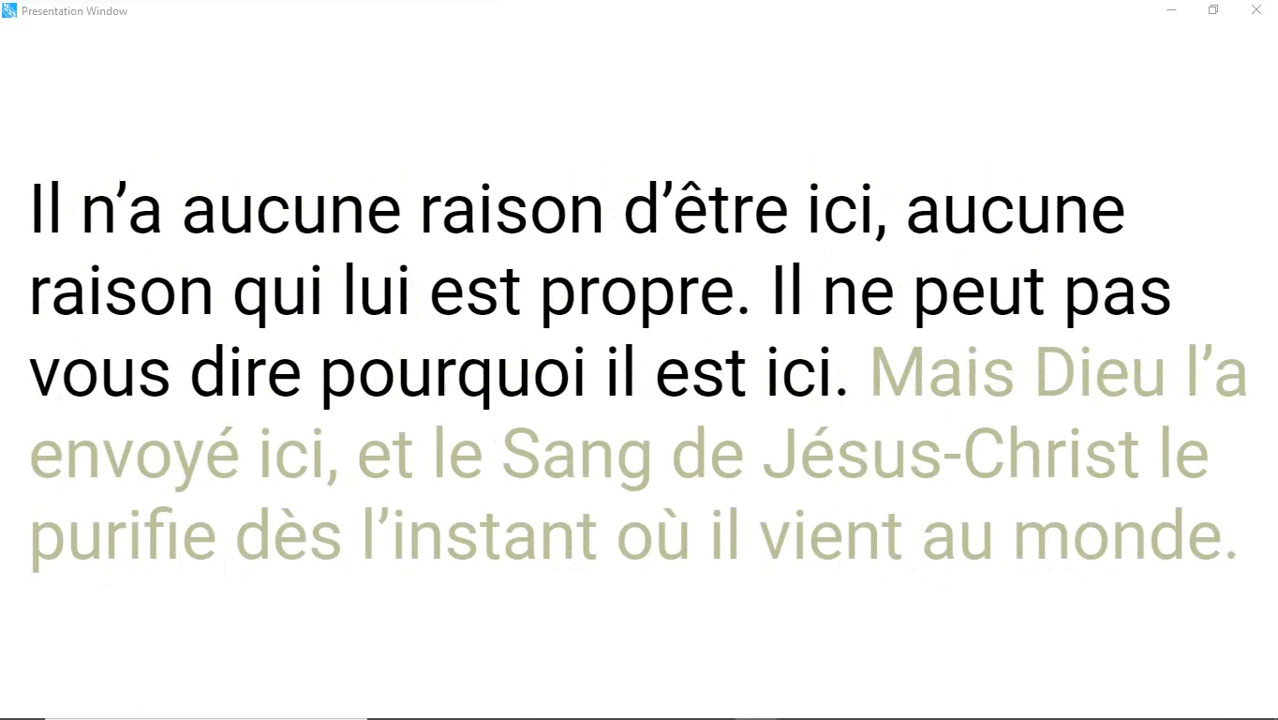 Presentation Window
Il n’a aucune raison d’être ici, aucune
raison qui lui est propre. Il ne peut pas
vous dire pourquoi il est ici. Mais Dieu l’a
envoyé ici, et le Sang de Jésus-Christ le
purifie dès l’instant où il vient au monde.